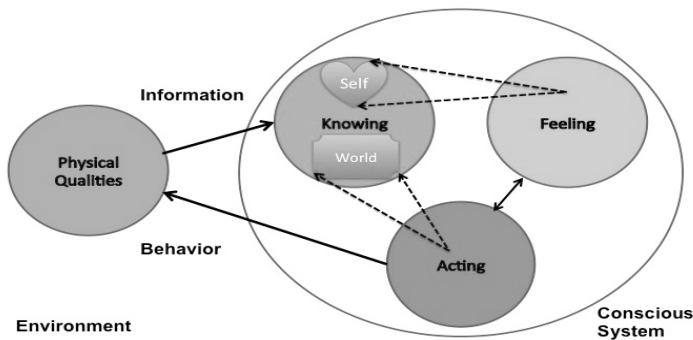 Information
Self
Knowing
World
Feeling
Physical
Qualities
Behavior
Acting
Environment
Conscious
System